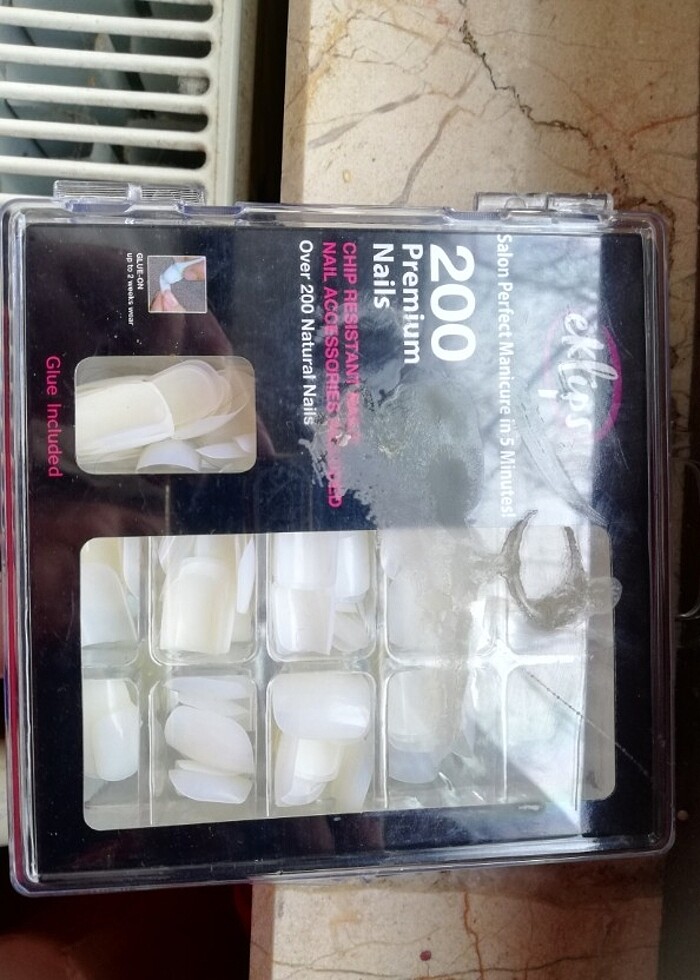 eklips
Salon Perfect Manicure in 5 Minutes!
200
Premium
Nails
CHIP RESISTANT
NAIL ACCESSORIES
Over 200 Natural Nails
GLUE-ON
up to 2 weeks wear
Glue Included